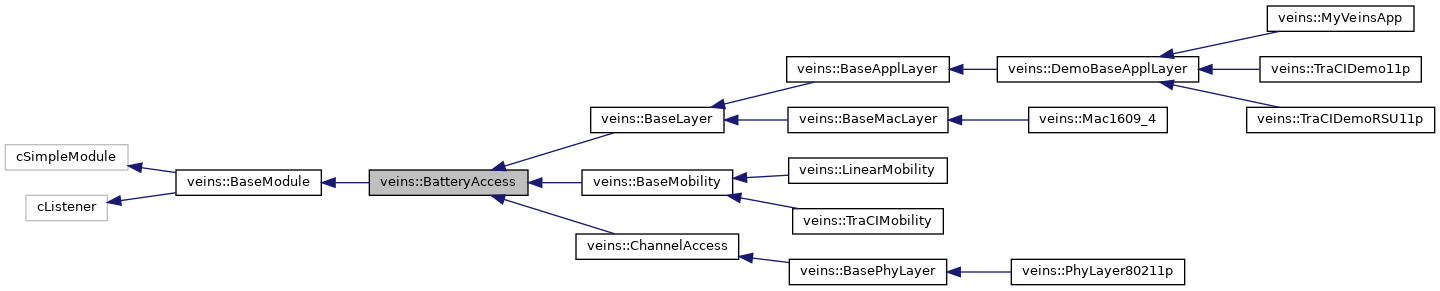 veins::MyVeinsApp
veins::BaseApplLayer
veins::DemoBaseApplLayer
veins::TraCIDemo11p
veins::BaseLayer
veins::BaseMacLayer
veins::Mac1609_4
veins::TraCIDemoRSU11p
cSimpleModule
veins::BaseModule
veins::BatteryAccess
veins::BaseMobility
veins::LinearMobility
cListener
veins::TraCIMobility
veins::ChannelAccess
veins::BasePhyLayer
veins::PhyLayer80211p